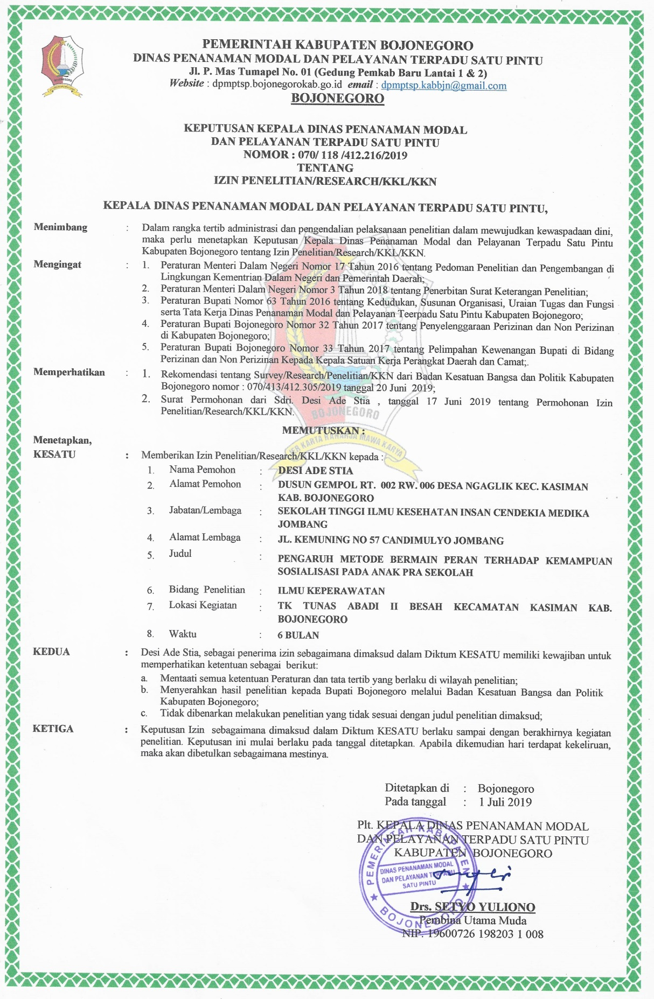 PEMERINTAH KABUPATEN BOJONEGORO
DINAS PENANAMAN MODAL DAN PELAYANAN TERPADU SATU PINTU
Jl. P. Mas Tumapel No. 01 (Gedung Pemkab Baru Lantai 1 & 2)
Website : dpmptsp.bojonegorokab.go.id email : dpmptsp.kabbjn@gmail.com
BOJONEGORO
BOJONEGORO
KEPUTUSAN KEPALA DINAS PENANAMAN MODAL
DAN PELAYANAN TERPADU SATU PINTU
NOMOR : 070/ 118 /412.216/2019
TENTANG
IZIN PENELITIAN/RESEARCH/KKL/KKN
KEPALA DINAS PENANAMAN MODAL DAN PELAYANAN TERPADU SATU PINTU,
Menimbang : Dalam rangka tertib administrasi dan pengendalian pelaksanaan penelitian dalam mewujudkan kewaspadaan dini,
maka perlu menetapkan Keputusan Kepala Dinas Penanaman Modal dan Pelayanan Terpadu Satu Pintu
Kabupaten Bojonegoro tentang Izin Penelitian/Research/KKL/KKN.
Mengingat : 1. Peraturan Menteri Dalam Negeri Nomor 17 Tahun 2016 tentang Pedoman Penelitian dan Pengembangan di
Lingkungan Kementrian Dalam Negeri dan Pemerintah Daerah;
2. Peraturan Menteri Dalam Negeri Nomor 3 Tahun 2018 tentang Penerbitan Surat Keterangan Penelitian;
3. Peraturan Bupati Nomor 63 Tahun 2016 tentang Kedudukan, Susunan Organisasi, Uraian Tugas dan Fungsi
serta Tata Kerja Dinas Penanaman Modal dan Pelayanan Teerpadu Satu Pintu Kabupaten Bojonegoro;
4. Peraturan Bupati Bojonegoro Nomor 32 Tahun 2017 tentang Penyelenggaraan Perizinan dan Non Perizinan
di Kabupaten Bojonegoro;
5. Peraturan Bupati Bojonegoro Nomor 33 Tahun 2017 tentang Pelimpahan Kewenangan Bupati di Bidang
Perizinan dan Non Perizinan Kepada Kepala Satuan Kerja Perangkat Daerah dan Camat;.
Memperhatikan : 1. Rekomendasi tentang Survey/Research/Penelitian/KKN dari Badan Kesatuan Bangsa dan Politik Kabupaten
Bojonegoro nomor : 070/413/412.305/2019 tanggal 20 Juni 2019;
2. Surat Permohonan dari Sdri. Desi Ade Stia , tanggal 17 Juni 2019 tentang Permohonan Izin
Penelitian/Research/KKL/KKN.
BOJONEGORO
MEMUTUSKAN :
JER KARTA RAHARJA MAWA KARYA
Menetapkan,
KESATU : Memberikan Izin Penelitian/Research/KKL/KKN kepada :
1. Nama Pemohon : DESI ADE STIA
2. Alamat Pemohon : DUSUN GEMPOL RT. 002 RW. 006 DESA NGAGLIK KEC. KASIMAN
KAB. BOJONEGORO
3. Jabatan/Lembaga : SEKOLAH TINGGI ILMU KESEHATAN INSAN CENDEKIA MEDIKA
JOMBANG
4. Alamat Lembaga : JL. KEMUNING NO 57 CANDIMULYO JOMBANG
5. Judul : PENGARUH METODE BERMAIN PERAN TERHADAP KEMAMPUAN
SOSIALISASI PADA ANAK PRA SEKOLAH
6. Bidang Penelitian : ILMU KEPERAWATAN
7. Lokasi Kegiatan : TK TUNAS ABADI II BESAH KECAMATAN KASIMAN KAB.
BOJONEGORO
8. Waktu : 6 BULAN
KEDUA : Desi Ade Stia, sebagai penerima izin sebagaimana dimaksud dalam Diktum KESATU memiliki kewajiban untuk
memperhatikan ketentuan sebagai berikut:
a. Mentaati semua ketentuan Peraturan dan tata tertib yang berlaku di wilayah penelitian;
b. Menyerahkan hasil penelitian kepada Bupati Bojonegoro melalui Badan Kesatuan Bangsa dan Politik
Kabupaten Bojonegoro;
c. Tidak dibenarkan melakukan penelitian yang tidak sesuai dengan judul penelitian dimaksud;
KETIGA : Keputusan Izin sebagaimana dimaksud dalam Diktum KESATU berlaku sampai dengan berakhirnya kegiatan
penelitian. Keputusan ini mulai berlaku pada tanggal ditetapkan. Apabila dikemudian hari terdapat kekeliruan,
maka akan dibetulkan sebagaimana mestinya.
Ditetapkan di : Bojonegoro
Pada tanggal : 1 Juli 2019
Plt. KEPALA DINAS PENANAMAN MODAL
DAN PELAYANAN TERPADU SATU PINTU
KABUPATEN BOJONEGORO
PEMERINTAH KABUPATEN
DINAS PENANAMAN MODAL
DAN PELAYANAN TERPADU
SATU PINTU
BOJONEGORO
Drs. SETYO YULIONO
Pembina Utama Muda
NIP. 19600726 198203 1 008